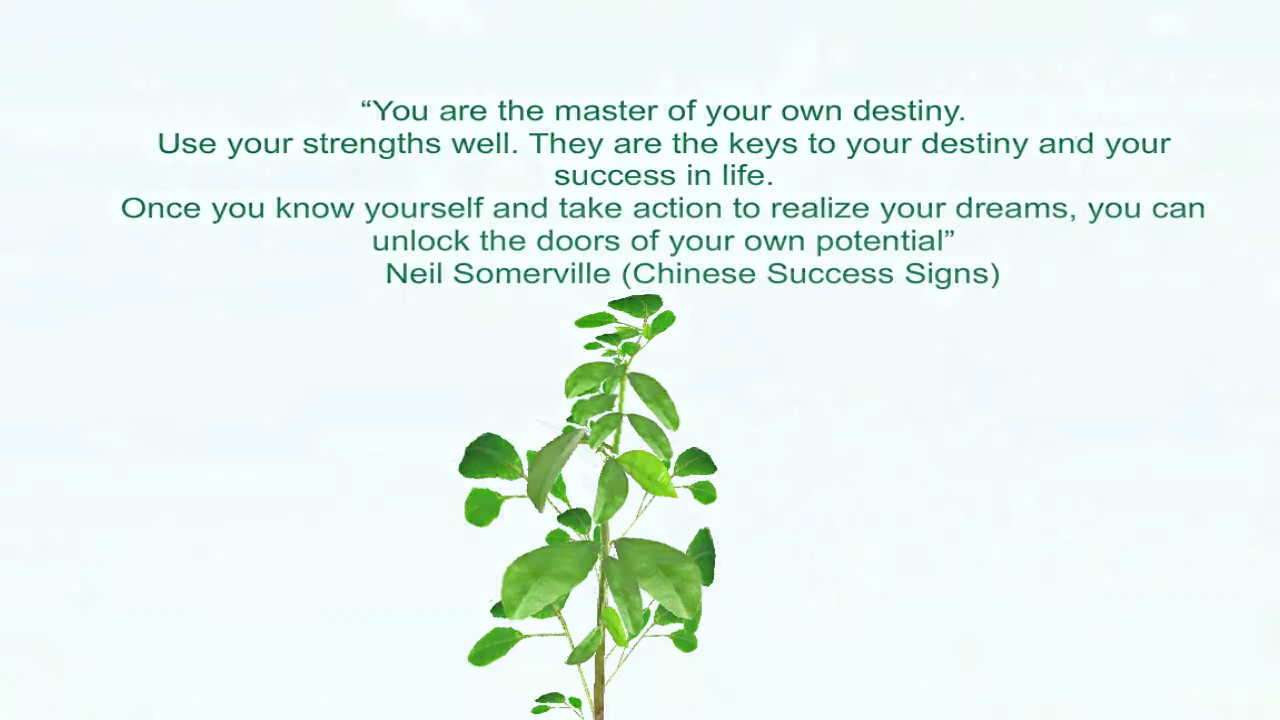 “You are the master of your own destiny.
Use your strengths well. They are the keys to your destiny and your
success in life.
Once you know yourself and take action to realize your dreams, you can
unlock the doors of your own potential”
Neil Somerville (Chinese Success Signs)